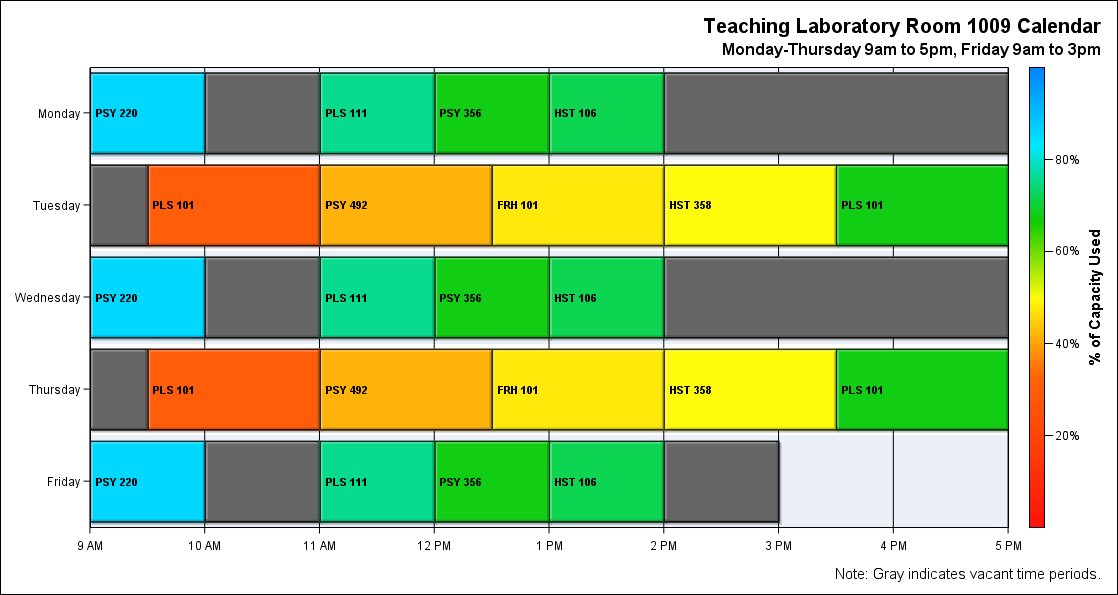 Teaching Laboratory Room 1009 Calendar
Monday-Thursday 9am to 5pm, Friday 9am to 3pm
Monday
PSY 220
PLS 111
PSY 356
HST 106
Tuesday
PLS 101
PSY 492
FRH 101
HST 358
PLS 101
Wednesday
PSY 220
PLS 111
PSY 356
HST 106
Thursday
PLS 101
PSY 492
FRH 101
HST 358
PLS 101
Friday
PSY 220
PLS 111
PSY 356
HST 106
9 AM
10 AM
11 AM
12 PM
1 PM
2 PM
3 PM
4 PM
5 PM
80%
60%
40%
20%
% of Capacity Used
Note: Gray indicates vacant time periods.